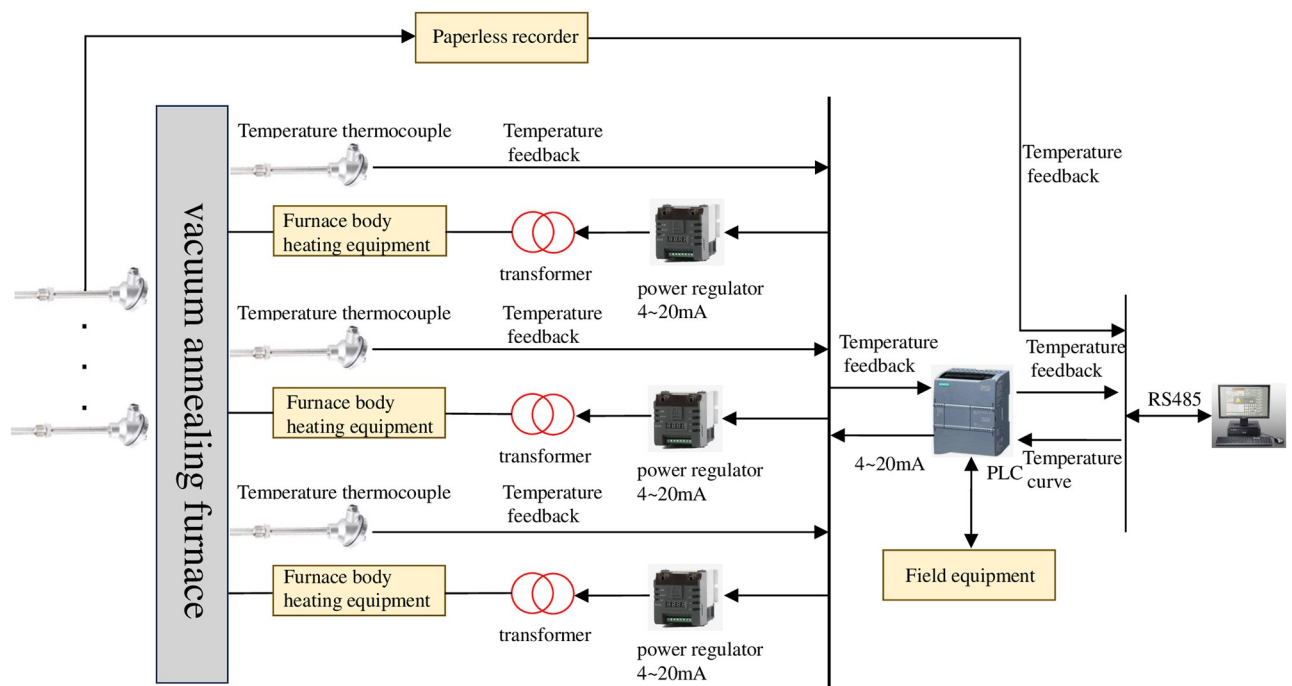 Paperless recorder
Temperature thermocouple
Temperature
feedback
Temperature
feedback
Furnace body
heating equipment
transformer
power regulator
4~20mA
vacuum annealing furnace
Temperature thermocouple
Temperature
feedback
Temperature
feedback
Temperature
feedback
Furnace body
heating equipment
transformer
power regulator
4~20mA
4~20mA
PLC
Temperature
curve
RS485
Temperature thermocouple
Temperature
feedback
Furnace body
heating equipment
transformer
power regulator
4~20mA
Field equipment